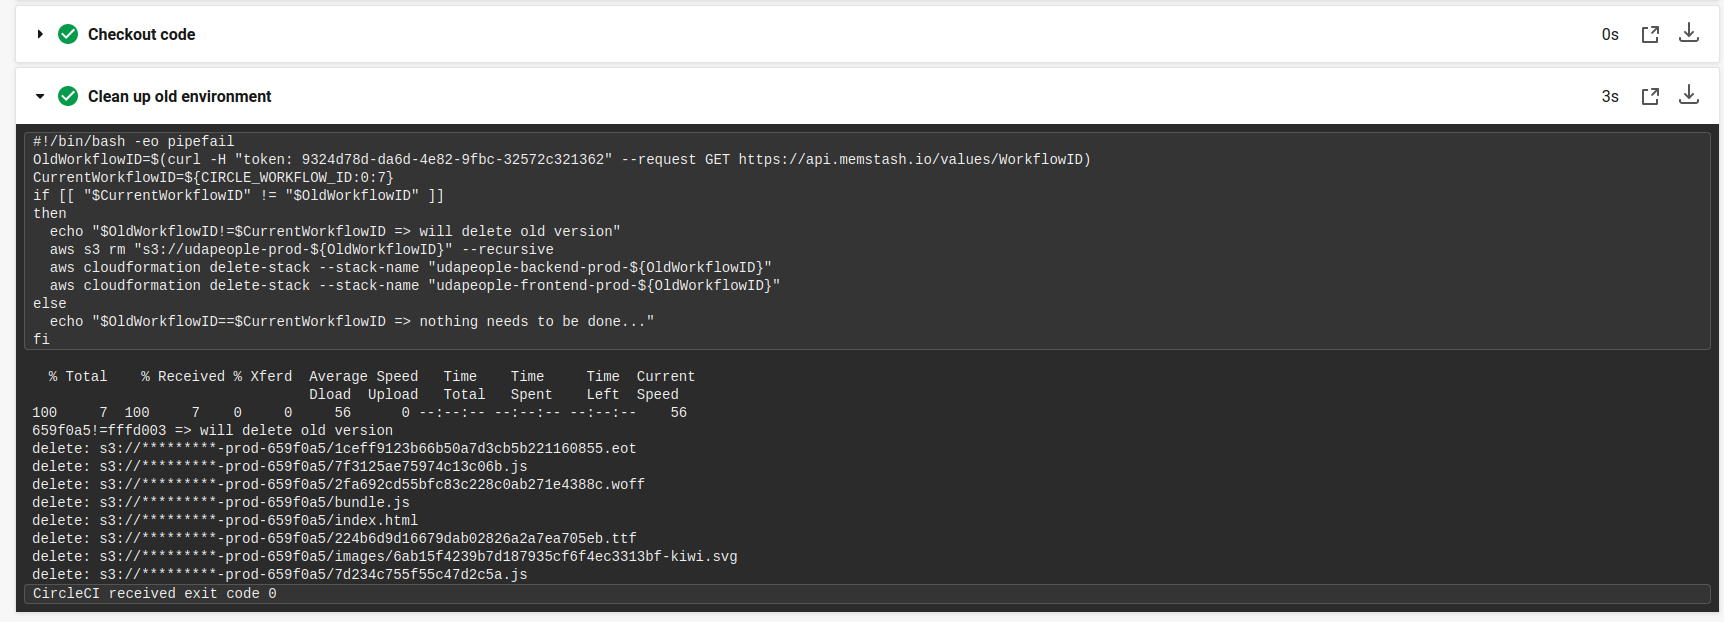 Checkout code 0s
Clean up old environment 3s
#!/bin/bash -eo pipefail
OldWorkflowID=$(curl -H "token: 9324d78d-da6d-4e82-9fbc-32572c321362" --request GET https://api.memstash.io/values/WorkflowID)
CurrentWorkflowID=${CIRCLE_WORKFLOW_ID:0:7}
if [[ "$CurrentWorkflowID" != "$OldWorkflowID" ]]
then
  echo "$OldWorkflowID!=$CurrentWorkflowID => will delete old version"
  aws s3 rm "s3://udapeople-prod-${OldWorkflowID}" --recursive
  aws cloudformation delete-stack --stack-name "udapeople-backend-prod-${OldWorkflowID}"
  aws cloudformation delete-stack --stack-name "udapeople-frontend-prod-${OldWorkflowID}"
else
  echo "$OldWorkflowID==$CurrentWorkflowID => nothing needs to be done..."
fi
  % Total    % Received % Xferd  Average Speed   Time    Time     Time  Current
                                 Dload  Upload   Total   Spent    Left  Speed
100     7  100     7    0     0     56      0 --:--:-- --:--:-- --:--:--    56
659f0a5!=fffd003 => will delete old version
delete: s3://*********-prod-659f0a5/1ceff9123b66b50a7d3cb5b221160855.eot
delete: s3://*********-prod-659f0a5/7f3125ae75974c13c06b.js
delete: s3://*********-prod-659f0a5/2fa692cd55bfc83c228c0ab271e4388c.woff
delete: s3://*********-prod-659f0a5/bundle.js
delete: s3://*********-prod-659f0a5/index.html
delete: s3://*********-prod-659f0a5/224b6d9d16679dab02826a2a7ea705eb.ttf
delete: s3://*********-prod-659f0a5/images/6ab15f4239b7d187935cf6f4ec3313bf-kiwi.svg
delete: s3://*********-prod-659f0a5/7d234c755f55c47d2c5a.js
CircleCI received exit code 0